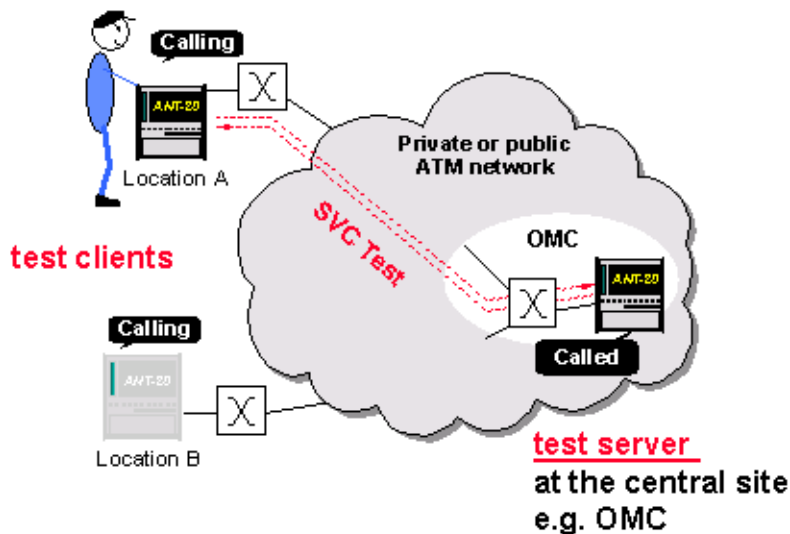 Calling
ANT-20
Location A
Private or public
ATM network
SVC Test
OMC
ANT-20
Called
test clients
Calling
ANT-20
Location B
test server
at the central site
e.g. OMC